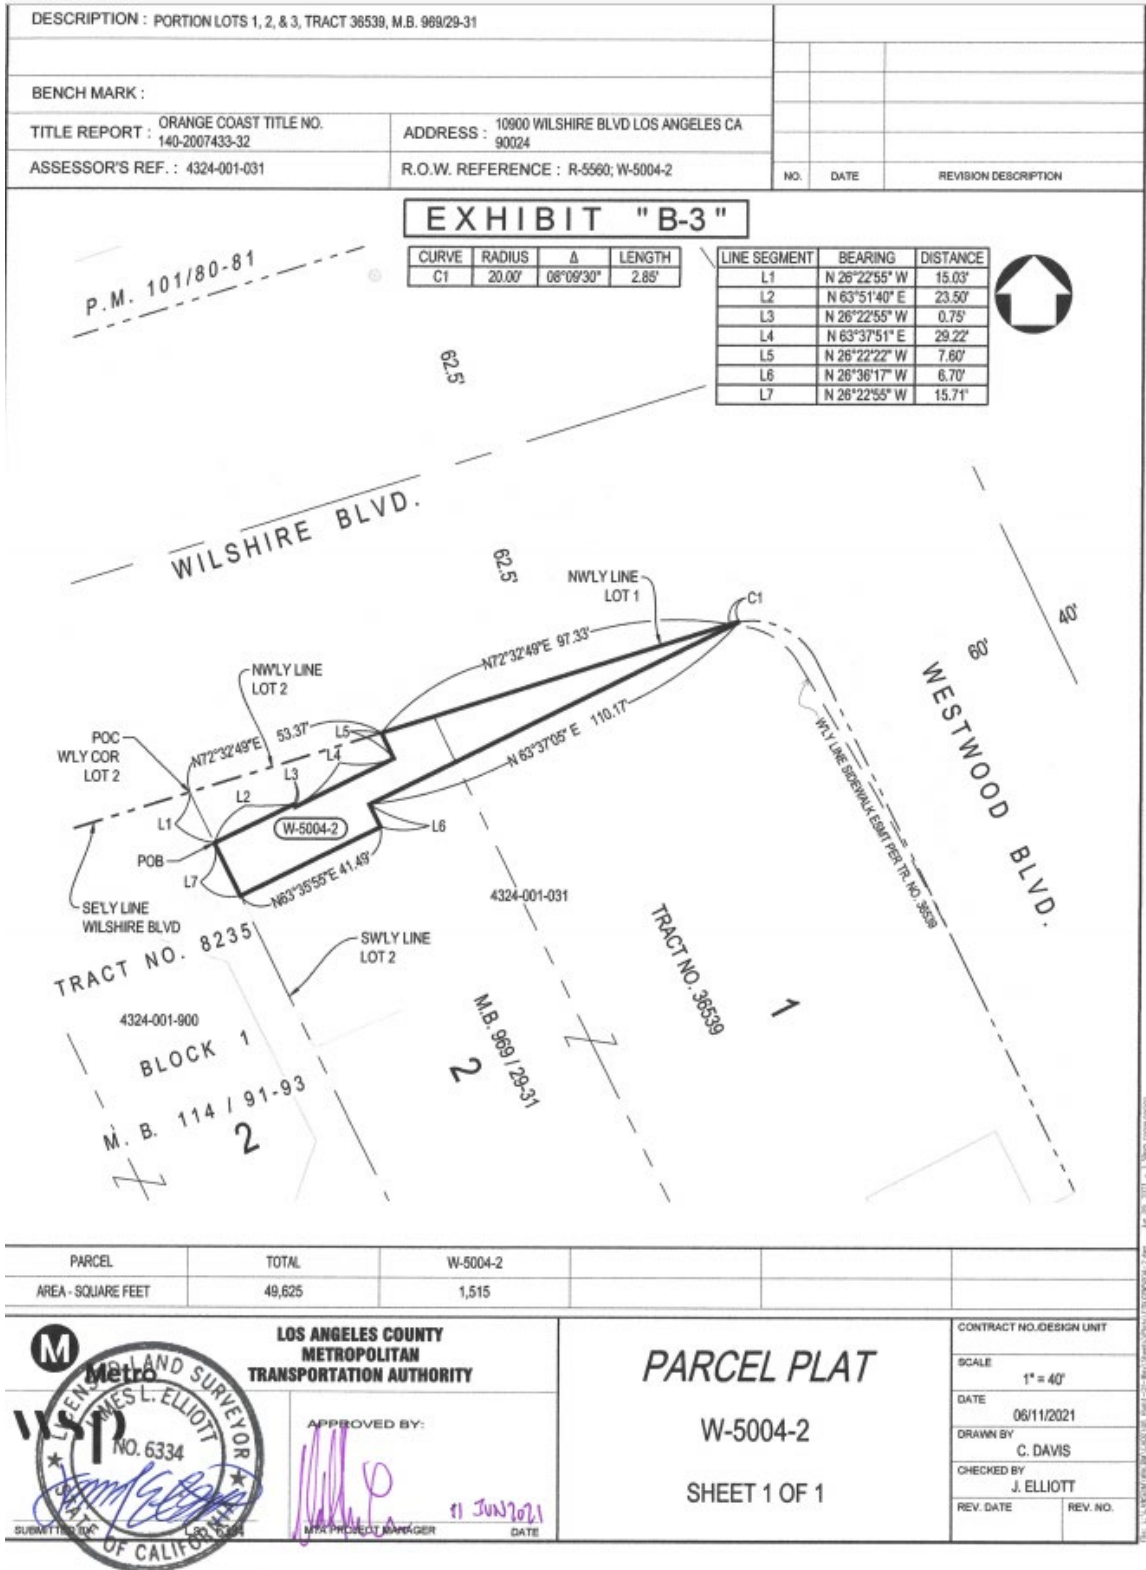 DESCRIPTION : PORTION LOTS 1, 2, & 3, TRACT 36539, M.B. 969/29-31
BENCH MARK :
TITLE REPORT : ORANGE COAST TITLE NO.
140-2007433-32
ADDRESS : 10900 WILSHIRE BLVD LOS ANGELES CA
90024
ASSESSOR'S REF. : 4324-001-031
R.O.W. REFERENCE : R-5560; W-5004-2
NO. DATE REVISION DESCRIPTION
EXHIBIT "B-3"
CURVE RADIUS Δ LENGTH
C1 20.00' 08°09'30" 2.85'
LINE SEGMENT BEARING DISTANCE
L1 N 26°22'55" W 15.03'
L2 N 63°51'40" E 23.50'
L3 N 26°22'55" W 0.75'
L4 N 63°37'51" E 29.22'
L5 N 26°22'22" W 7.60'
L6 N 26°36'17" W 6.70'
L7 N 26°22'55" W 15.71'
P.M. 101/80-81
62.5'
WILSHIRE BLVD.
62.5'
NW'LY LINE
LOT 1
C1
40'
60'
WESTWOOD BLVD.
N72°32'49"E 97.33'
NW'LY LINE
LOT 2
POC
W'LY COR
LOT 2
N72°32'49"E 53.37'
L5
L4
L3
L2
L1
N 63°37'05" E 110.17'
W'LY LINE SIDEWALK ESMT PER TR. NO. 36539
W-5004-2
L6
POB
L7
N63°35'55"E 41.49'
SE'LY LINE
WILSHIRE BLVD
4324-001-031
SW'LY LINE
LOT 2
TRACT NO. 8235
4324-001-900
BLOCK 1
M. B. 114 / 91-93
2
M.B. 969 / 29-31
2
TRACT NO. 36539
1
PARCEL TOTAL W-5004-2
AREA - SQUARE FEET 49,625 1,515
M
Metro
wsp
LOS ANGELES COUNTY
METROPOLITAN
TRANSPORTATION AUTHORITY
LICENSED LAND SURVEYOR
JAMES L. ELLIOTT
NO. 6334
STATE OF CALIFORNIA
SUBMITTED BY L.S. 6334
APPROVED BY:
11 JUN 2021
MTA PROJECT MANAGER DATE
PARCEL PLAT
W-5004-2
SHEET 1 OF 1
CONTRACT NO./DESIGN UNIT
SCALE
1" = 40'
DATE
06/11/2021
DRAWN BY
C. DAVIS
CHECKED BY
J. ELLIOTT
REV. DATE REV. NO.